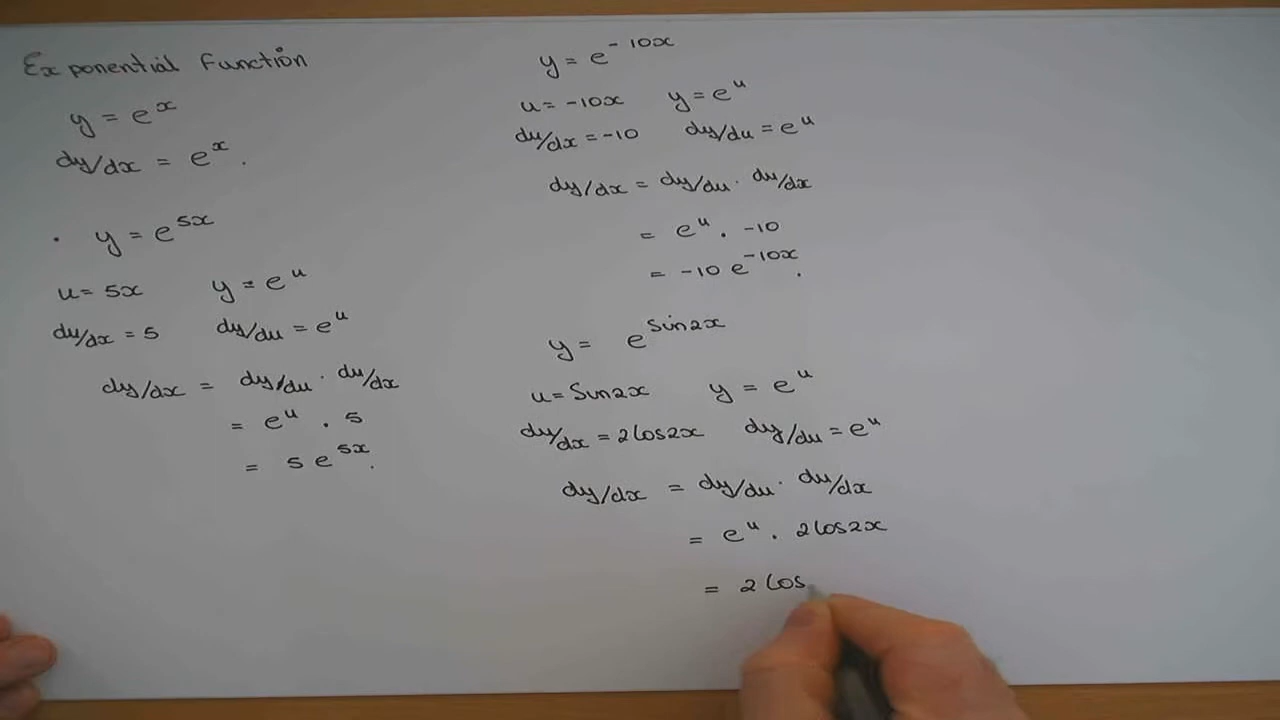 Exponential Function
y = e^x
dy/dx = e^x.
· y = e^5x
u = 5x y = e^u
du/dx = 5 dy/du = e^u
dy/dx = dy/du · du/dx
= e^u . 5
= 5 e^5x.
y = e^-10x
u = -10x y = e^u
du/dx = -10 dy/du = e^u
dy/dx = dy/du · du/dx
= e^u . -10
= -10 e^-10x.
y = e^Sin2x
u = Sin2x y = e^u
du/dx = 2Cos2x dy/du = e^u
dy/dx = dy/du · du/dx
= e^u . 2Cos2x
= 2 Cos